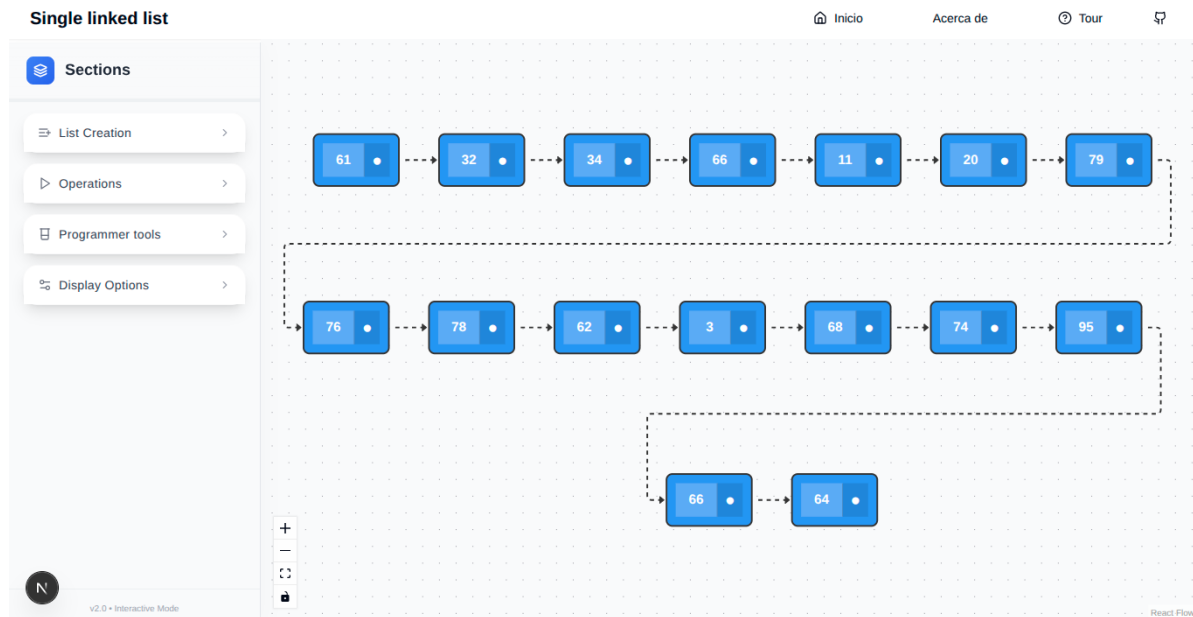 Single linked list
Inicio
Acerca de
Tour
Sections
List Creation
Operations
Programmer tools
Display Options
61 32 34 66 11 20 79
76 78 62 3 68 74 95
66 64
N
v2.0 • Interactive Mode
React Flow